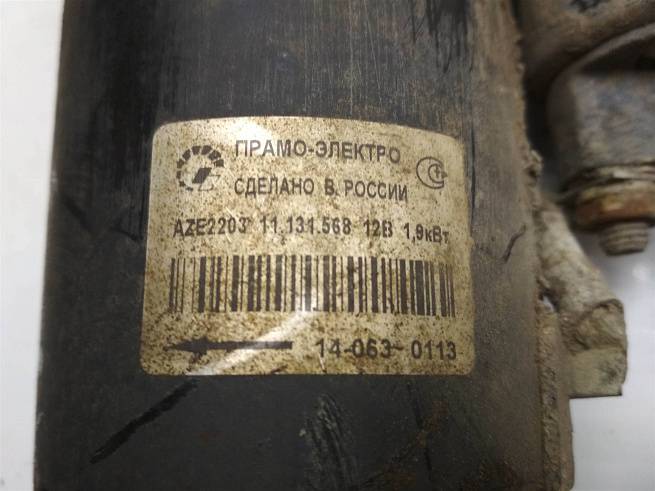 ПРАМО-ЭЛЕКТРО
СДЕЛАНО В РОССИИ
AZE2203 11.131.568 12В 1,9кВт
14-063 0113